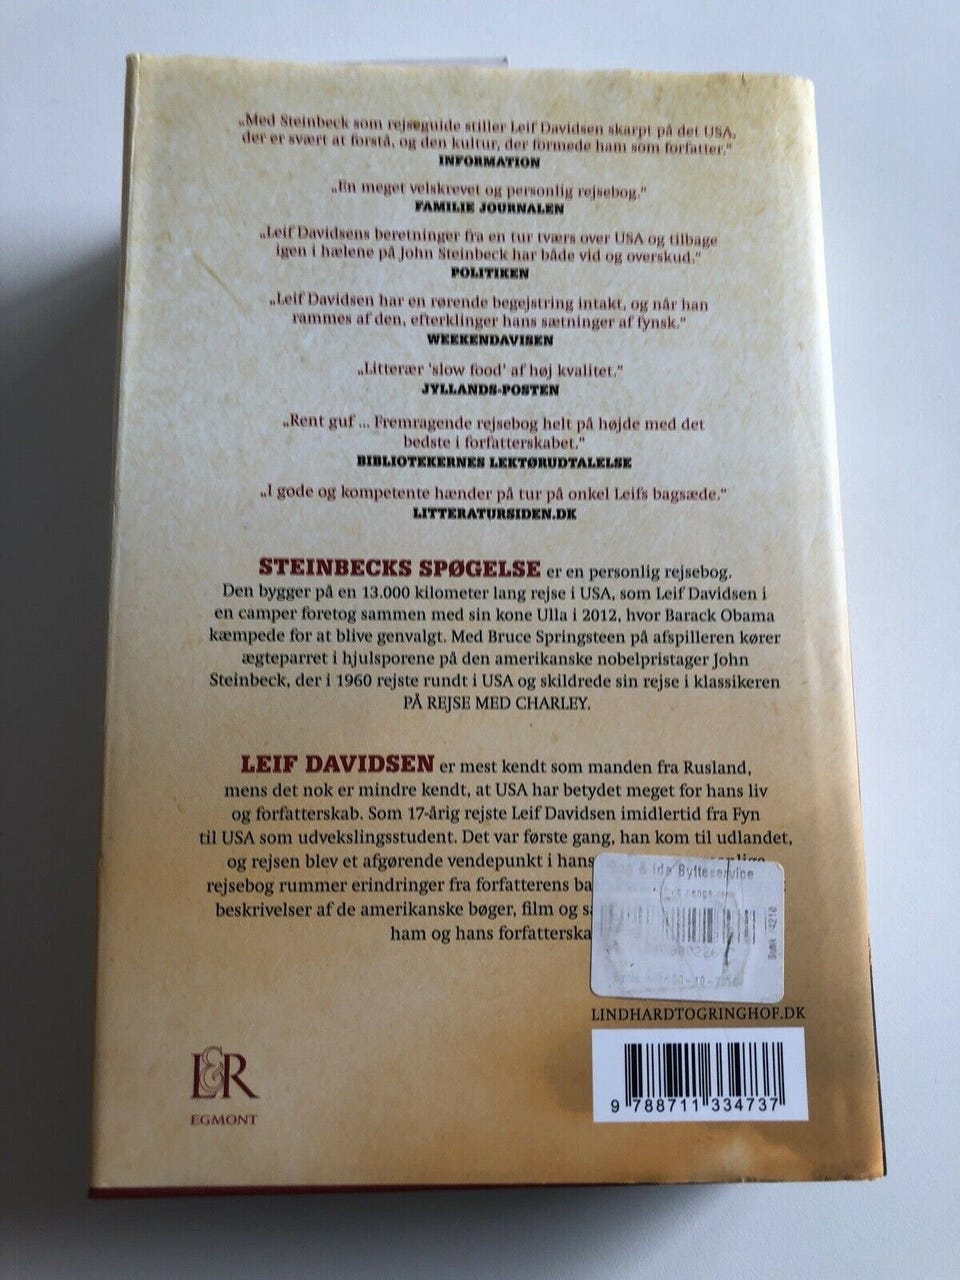 „Med Steinbeck som rejseguide stiller Leif Davidsen skarpt på det USA,
der er svært at forstå, og den kultur, der formede ham som forfatter.“
INFORMATION
„En meget velskrevet og personlig rejsebog.“
FAMILIE JOURNALEN
„Leif Davidsens beretninger fra en tur tværs over USA og tilbage
igen i hælene på John Steinbeck har både vid og overskud.“
POLITIKEN
„Leif Davidsen har en rørende begejstring intakt, og når han
rammes af den, efterklinger hans sætninger af fynsk.“
WEEKENDAVISEN
„Litterær 'slow food' af høj kvalitet.“
JYLLANDS-POSTEN
„Rent guf ... Fremragende rejsebog helt på højde med det
bedste i forfatterskabet.“
BIBLIOTEKERNES LEKTØRUDTALELSE
„I gode og kompetente hænder på tur på onkel Leifs bagsæde.“
LITTERATURSIDEN.DK
STEINBECKS SPØGELSE er en personlig rejsebog.
Den bygger på en 13.000 kilometer lang rejse i USA, som Leif Davidsen i
en camper foretog sammen med sin kone Ulla i 2012, hvor Barack Obama
kæmpede for at blive genvalgt. Med Bruce Springsteen på afspilleren kører
ægteparret i hjulsporene på den amerikanske nobelpristager John
Steinbeck, der i 1960 rejste rundt i USA og skildrede sin rejse i klassikeren
PÅ REJSE MED CHARLEY.
LEIF DAVIDSEN er mest kendt som manden fra Rusland,
mens det nok er mindre kendt, at USA har betydet meget for hans liv
og forfatterskab. Som 17-årig rejste Leif Davidsen imidlertid fra Fyn
til USA som udvekslingsstudent. Det var første gang, han kom til udlandet,
og rejsen blev et afgørende vendepunkt i hans
rejsebog rummer erindringer fra forfatterens
beskrivelser af de amerikanske bøger, film og
ham og hans
& Ida Bytteservice
LINDHARDTOGRINGHOF.DK
L&R
EGMONT
9 788711 334737